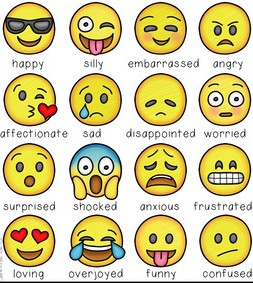 happy silly embarrassed angry
affectionate sad disappointed worried
surprised shocked anxious frustrated
loving overjoyed funny confused